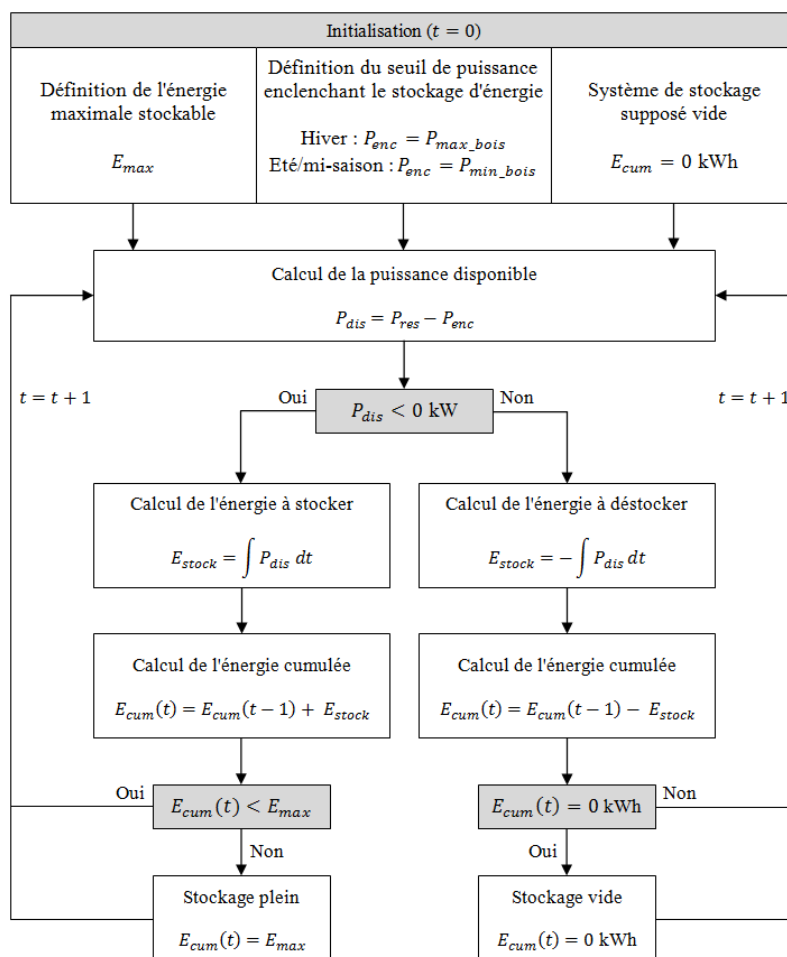 Initialisation (t = 0)
Définition de l'énergie
maximale stockable
E_max
Définition du seuil de puissance
enclenchant le stockage d'énergie
Hiver : P_enc = P_max_bois
Eté/mi-saison : P_enc = P_min_bois
Système de stockage
supposé vide
E_cum = 0 kWh
Calcul de la puissance disponible
P_dis = P_res − P_enc
t = t + 1
Oui
P_dis < 0 kW
Non
t = t + 1
Calcul de l'énergie à stocker
E_stock = ∫ P_dis dt
Calcul de l'énergie à déstocker
E_stock = − ∫ P_dis dt
Calcul de l'énergie cumulée
E_cum(t) = E_cum(t − 1) + E_stock
Calcul de l'énergie cumulée
E_cum(t) = E_cum(t − 1) − E_stock
Oui
E_cum(t) < E_max
Non
E_cum(t) = 0 kWh
Non
Oui
Stockage plein
E_cum(t) = E_max
Stockage vide
E_cum(t) = 0 kWh